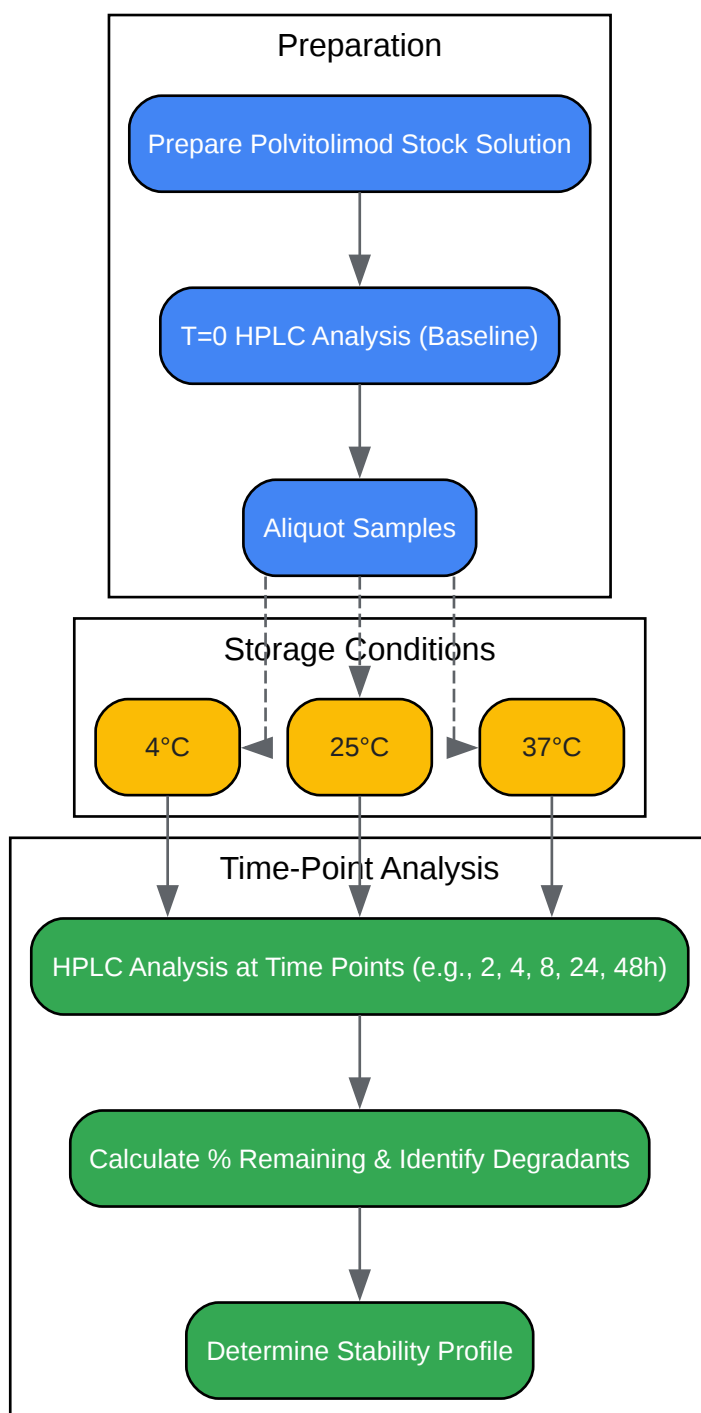 Preparation
Prepare Polvitolimod Stock Solution
T=0 HPLC Analysis (Baseline)
Aliquot Samples
Storage Conditions
4°C
25°C
37°C
Time-Point Analysis
HPLC Analysis at Time Points (e.g., 2, 4, 8, 24, 48h)
Calculate % Remaining & Identify Degradants
Determine Stability Profile